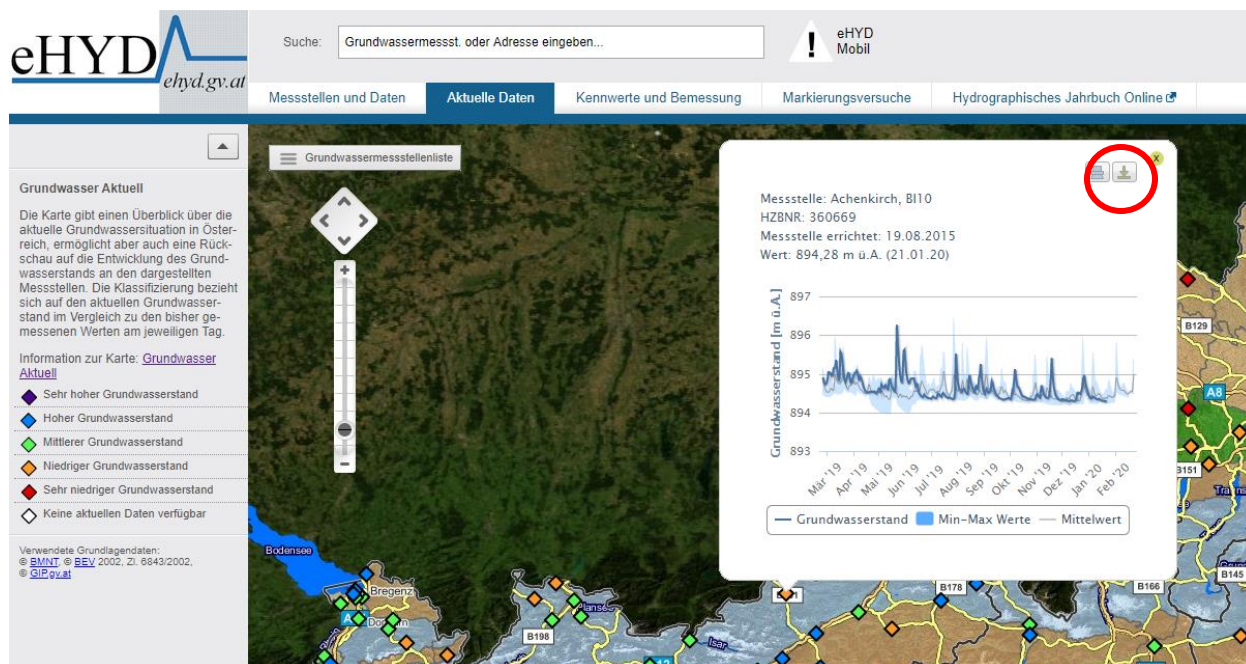 eHYD
ehyd.gv.at
Suche:
Grundwassermessst. oder Adresse eingeben...
!
eHYD
Mobil
Messstellen und Daten
Aktuelle Daten
Kennwerte und Bemessung
Markierungsversuche
Hydrographisches Jahrbuch Online
Grundwasser Aktuell
Die Karte gibt einen Überblick über die
aktuelle Grundwassersituation in Öster-
reich, ermöglicht aber auch eine Rück-
schau auf die Entwicklung des Grund-
wasserstands an den dargestellten
Messstellen. Die Klassifizierung bezieht
sich auf den aktuellen Grundwasser-
stand im Vergleich zu den bisher ge-
messenen Werten am jeweiligen Tag.
Information zur Karte: Grundwasser
Aktuell
Sehr hoher Grundwasserstand
Hoher Grundwasserstand
Mittlerer Grundwasserstand
Niedriger Grundwasserstand
Sehr niedriger Grundwasserstand
Keine aktuellen Daten verfügbar
Verwendete Grundlagendaten:
© BMNT, © BEV 2002, Zl. 6843/2002,
© GIP.gv.at
Grundwassermessstellenliste
+
-
x
Messstelle: Achenkirch, Bl10
HZBNR: 360669
Messstelle errichtet: 19.08.2015
Wert: 894,28 m ü.A. (21.01.20)
Grundwasserstand [m ü.A.]
897
896
895
894
893
Mär '19
Apr '19
Mai '19
Jun '19
Jul '19
Aug '19
Sep '19
Okt '19
Nov '19
Dez '19
Jan '20
Feb '20
Grundwasserstand
Min-Max Werte
Mittelwert
B129
A8
B151
B145
B166
B178
B198
Bodensee
Bregenz
Plansee
Isar